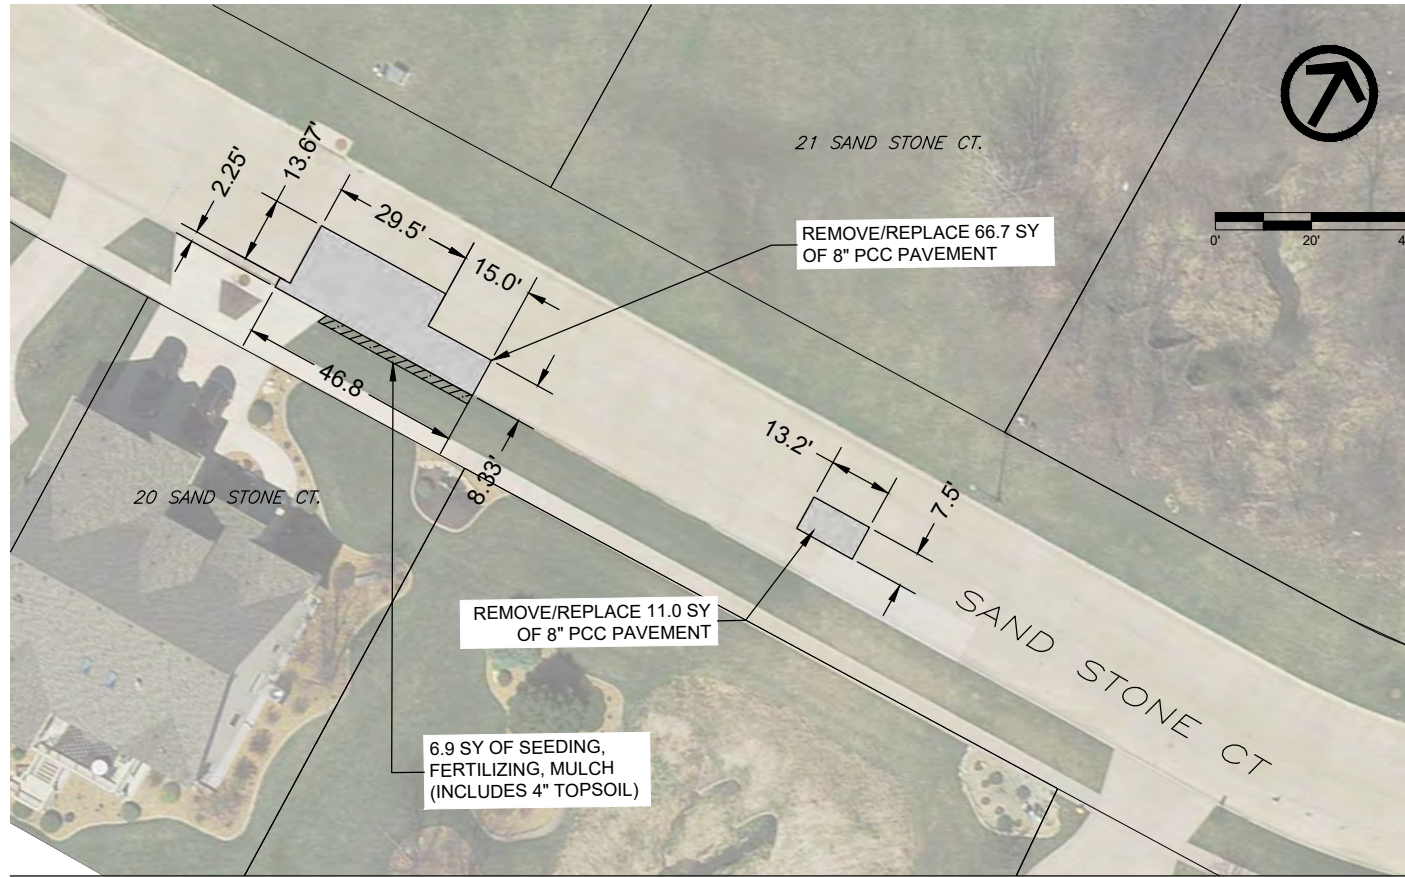 21 SAND STONE CT.
2.25'
13.67'
29.5'
15.0'
REMOVE/REPLACE 66.7 SY
OF 8" PCC PAVEMENT
0'
20'
46.8
8.33'
13.2'
7.5'
20 SAND STONE CT.
REMOVE/REPLACE 11.0 SY
OF 8" PCC PAVEMENT
SAND STONE CT
6.9 SY OF SEEDING,
FERTILIZING, MULCH
(INCLUDES 4" TOPSOIL)